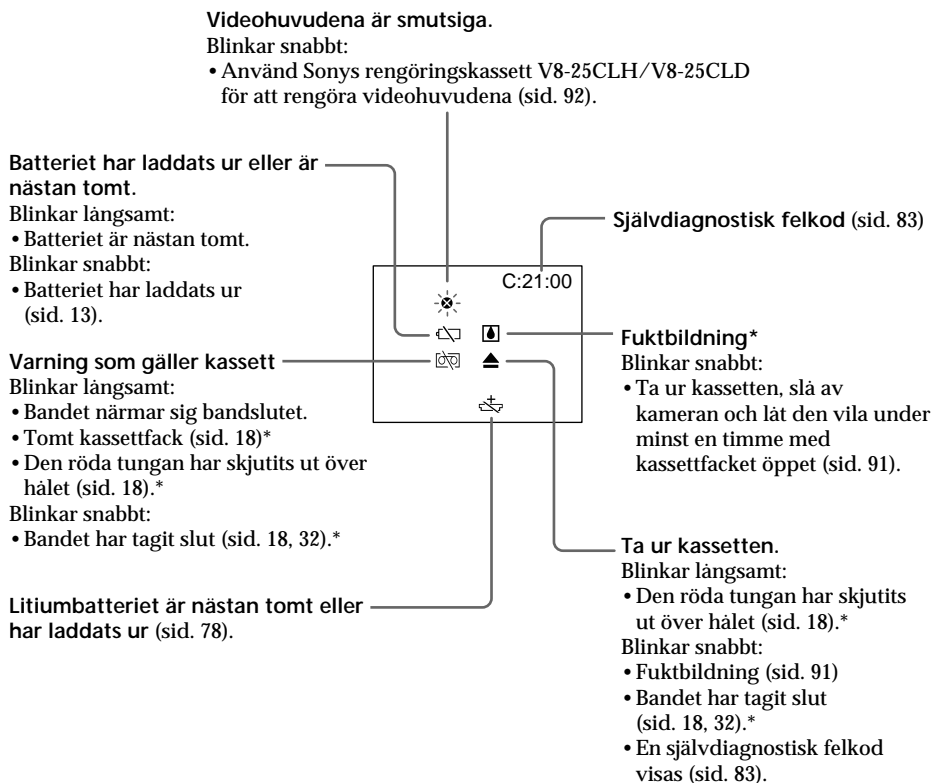 Videohuvudena är smutsiga.
Blinkar snabbt:
• Använd Sonys rengöringskassett V8-25CLH/V8-25CLD
för att rengöra videohuvudena (sid. 92).
Batteriet har laddats ur eller är
nästan tomt.
Blinkar långsamt:
• Batteriet är nästan tomt.
Blinkar snabbt:
• Batteriet har laddats ur
(sid. 13).
Varning som gäller kassett
Blinkar långsamt:
• Bandet närmar sig bandslutet.
• Tomt kassettfack (sid. 18)*
• Den röda tungan har skjutits ut över
hålet (sid. 18).*
Blinkar snabbt:
• Bandet har tagit slut (sid. 18, 32).*
Litiumbatteriet är nästan tomt eller
har laddats ur (sid. 78).
C:21:00
Självdiagnostisk felkod (sid. 83)
Fuktbildning*
Blinkar snabbt:
• Ta ur kassetten, slå av
kameran och låt den vila under
minst en timme med
kassettfacket öppet (sid. 91).
Ta ur kassetten.
Blinkar långsamt:
• Den röda tungan har skjutits
ut över hålet (sid. 18).*
Blinkar snabbt:
• Fuktbildning (sid. 91)
• Bandet har tagit slut
(sid. 18, 32).*
• En självdiagnostisk felkod
visas (sid. 83).